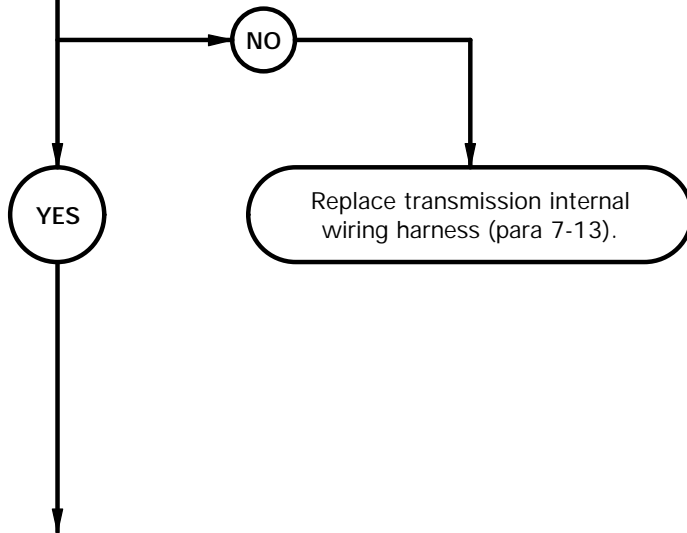 NO
YES
Replace transmission internal
wiring harness (para 7-13).